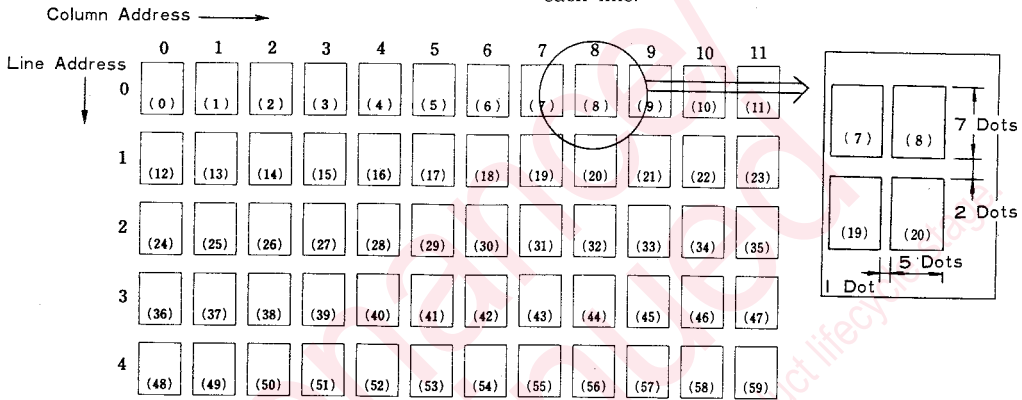 each line.
Column Address
0 1 2 3 4 5 6 7 8 9 10 11
Line Address
0
(0) (1) (2) (3) (4) (5) (6) (7) (8) (9) (10) (11)
1
(12) (13) (14) (15) (16) (17) (18) (19) (20) (21) (22) (23)
2
(24) (25) (26) (27) (28) (29) (30) (31) (32) (33) (34) (35)
3
(36) (37) (38) (39) (40) (41) (42) (43) (44) (45) (46) (47)
4
(48) (49) (50) (51) (52) (53) (54) (55) (56) (57) (58) (59)
(7) (8)
7 Dots
2 Dots
(19) (20)
5 Dots
1 Dot